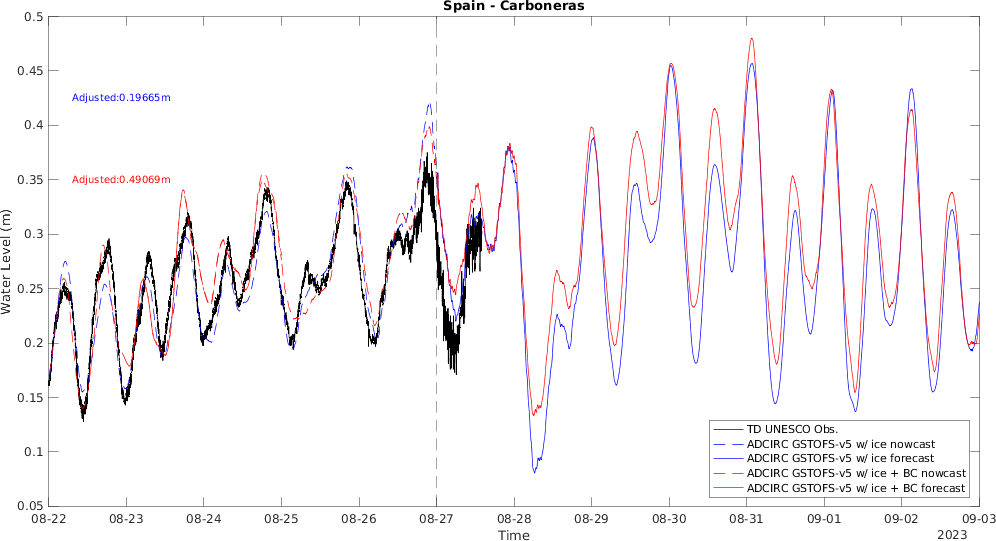 Spain - Carboneras
0.5
0.45
0.4
0.35
0.3
0.25
0.2
0.15
0.1
0.05
Water Level (m)
Adjusted:0.19665m
Adjusted:0.49069m
TD UNESCO Obs.
ADCIRC GSTOFS-v5 w/ ice nowcast
ADCIRC GSTOFS-v5 w/ ice forecast
ADCIRC GSTOFS-v5 w/ ice + BC nowcast
ADCIRC GSTOFS-v5 w/ ice + BC forecast
08-22 08-23 08-24 08-25 08-26 08-27 08-28 08-29 08-30 08-31 09-01 09-02 09-03
Time
2023